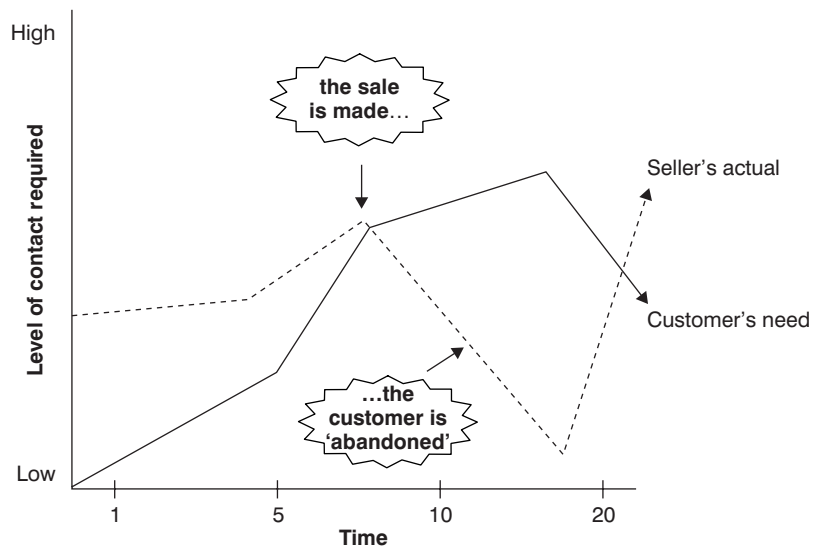 High
the sale
is made…
Level of contact required
Seller’s actual
Customer’s need
…the
customer is
‘abandoned’
Low
1 5 10 20
Time